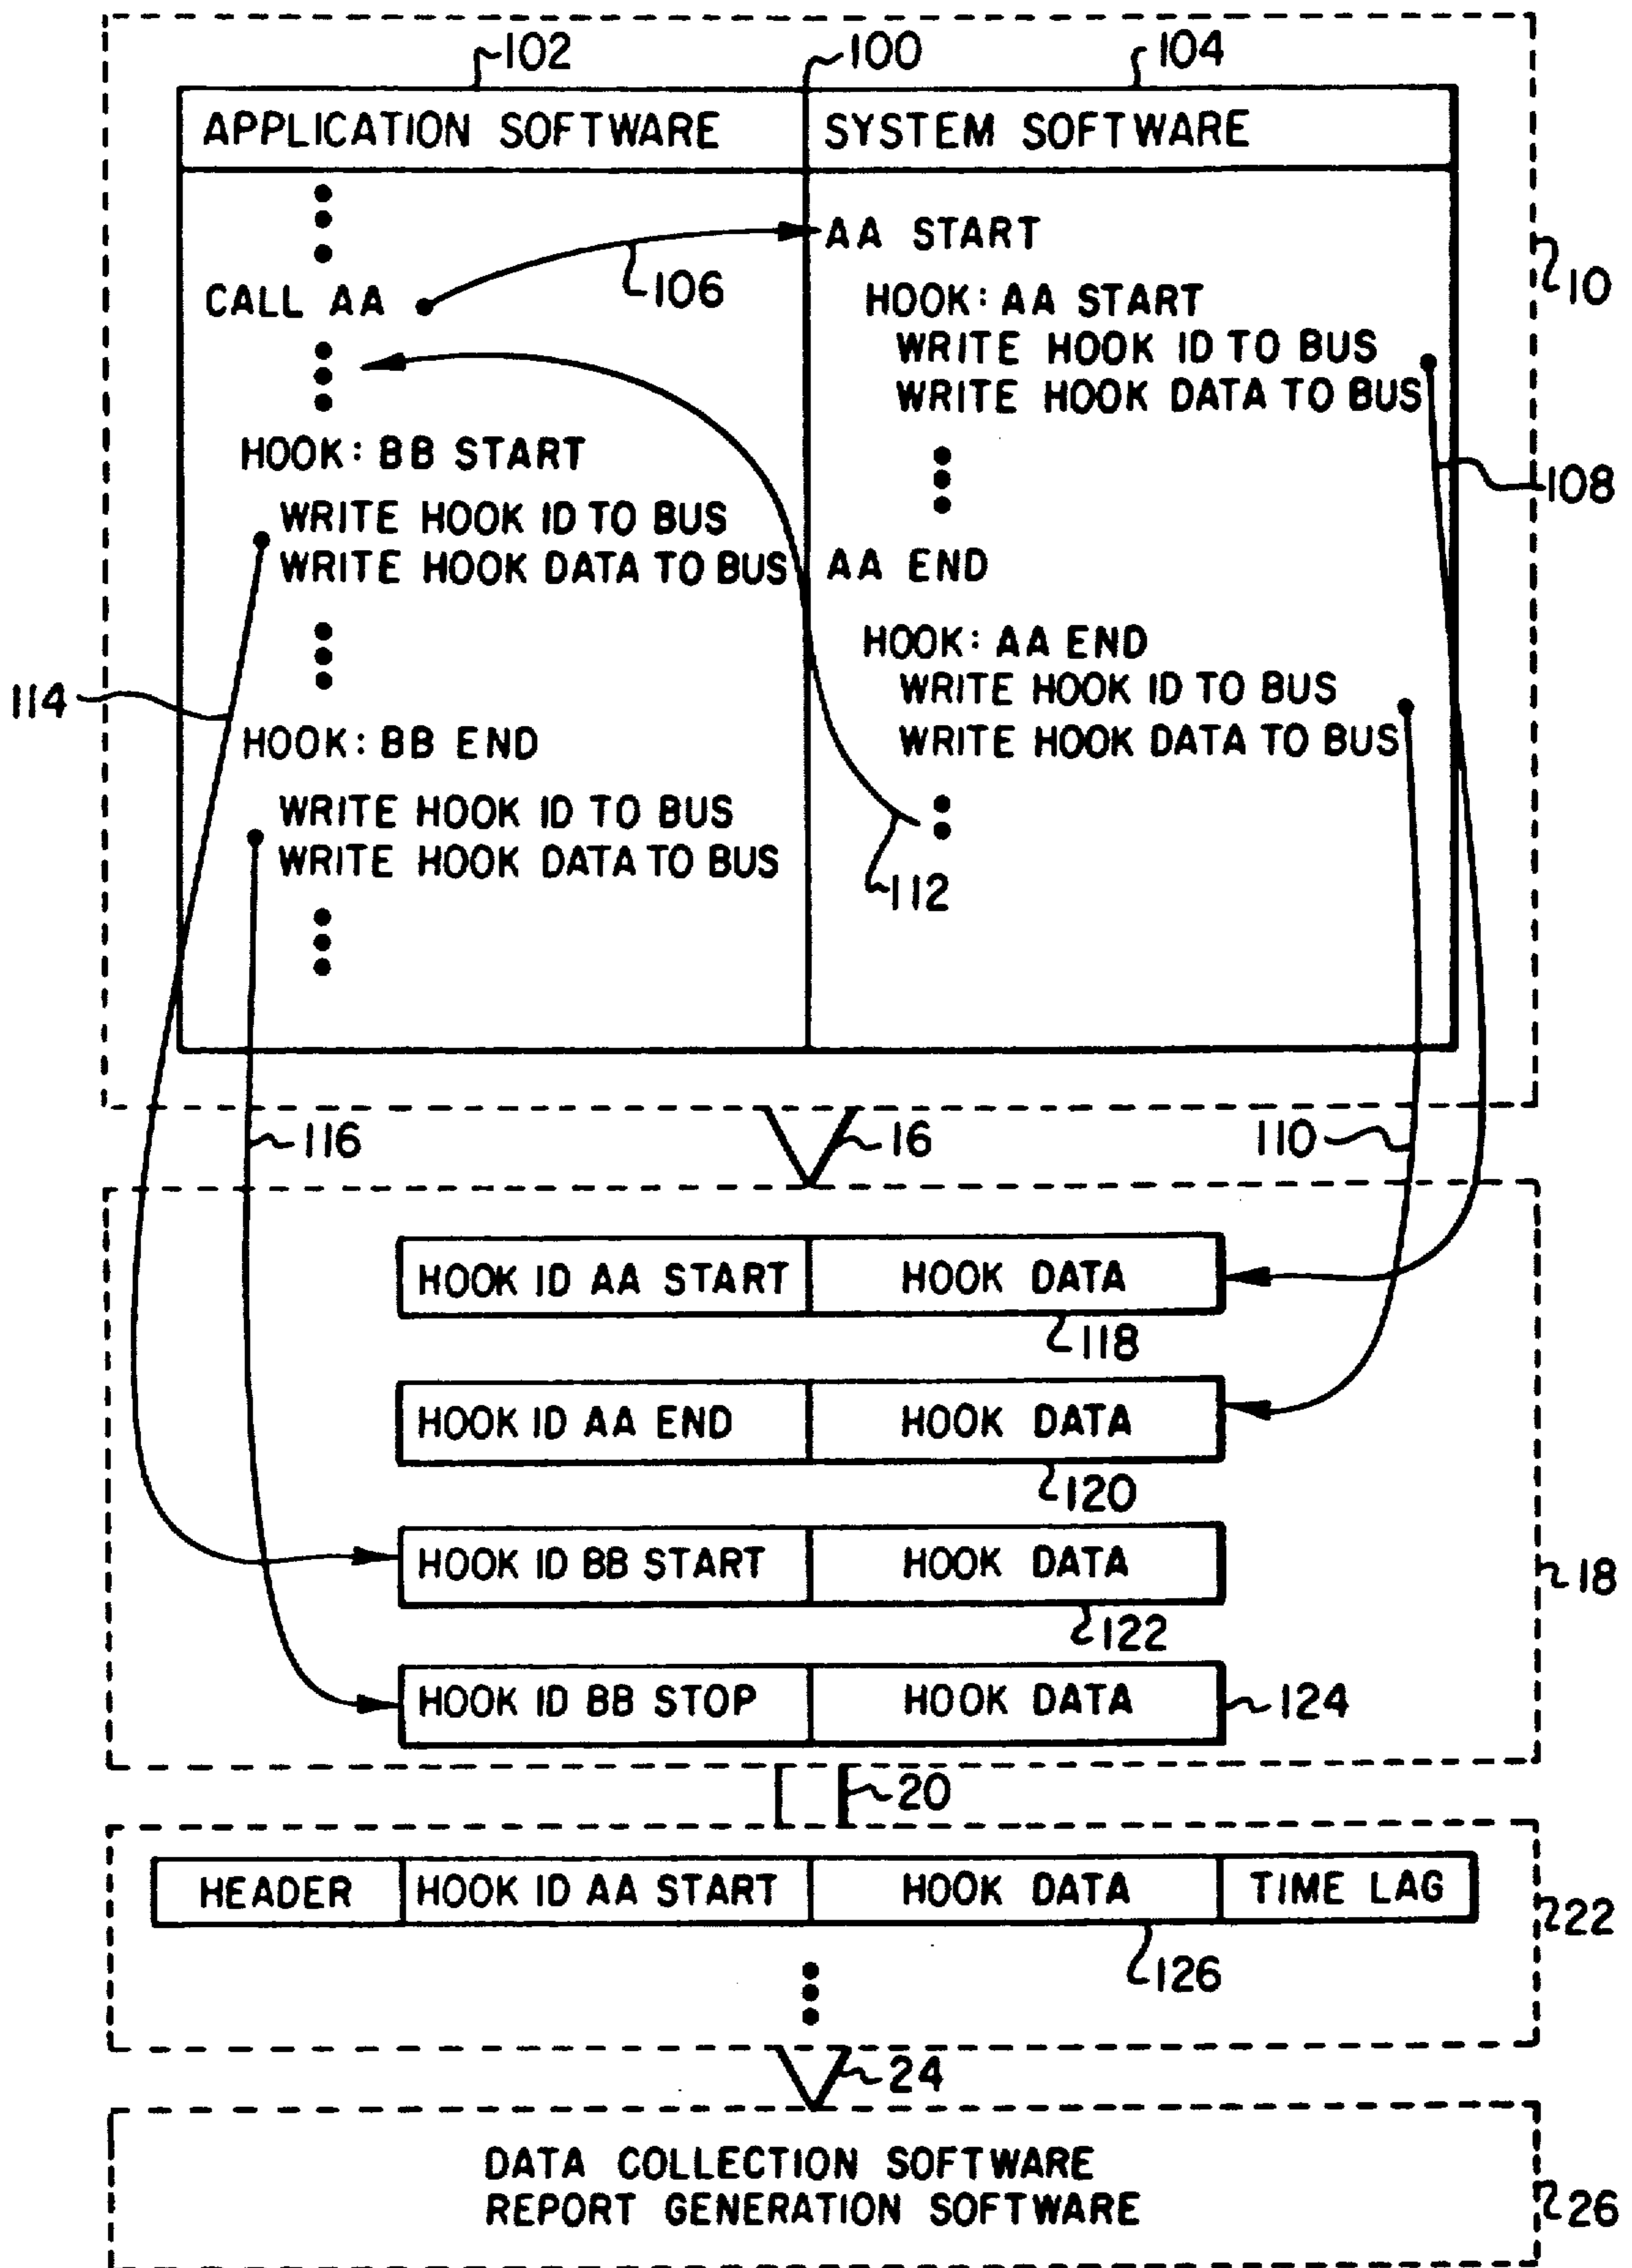 102 100 104
APPLICATION SOFTWARE SYSTEM SOFTWARE
AA START
106
10
CALL AA
HOOK: AA START
WRITE HOOK ID TO BUS
WRITE HOOK DATA TO BUS
HOOK: BB START
108
WRITE HOOK ID TO BUS
WRITE HOOK DATA TO BUS
AA END
HOOK: AA END
WRITE HOOK ID TO BUS
114
HOOK: BB END
WRITE HOOK DATA TO BUS
WRITE HOOK ID TO BUS
WRITE HOOK DATA TO BUS
112
116 16 110
HOOK ID AA START HOOK DATA
118
HOOK ID AA END HOOK DATA
120
HOOK ID BB START HOOK DATA
18
122
HOOK ID BB STOP HOOK DATA 124
20
HEADER HOOK ID AA START HOOK DATA TIME LAG
22
126
24
DATA COLLECTION SOFTWARE
REPORT GENERATION SOFTWARE
26